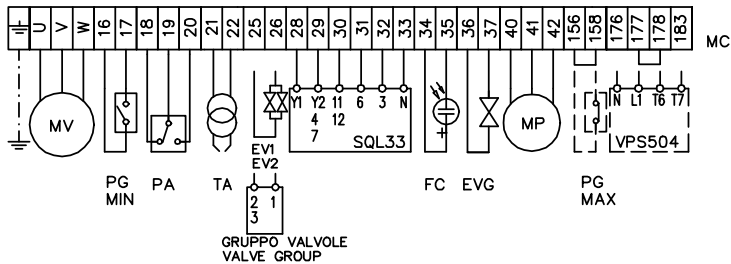 U V W 16 17 18 19 20 21 22 25 26 28 29 30 31 32 33 34 35 36 37 40 41 42 156 158 176 177 178 183 MC
Y1 Y2 11 6 3 N
4 12
7
SQL33
MV
MP
+
N L1 T6 T7
VPS504
EV1
EV2
PG
MIN
PA
TA
FC
EVG
PG
MAX
2 1
3
GRUPPO VALVOLE
VALVE GROUP